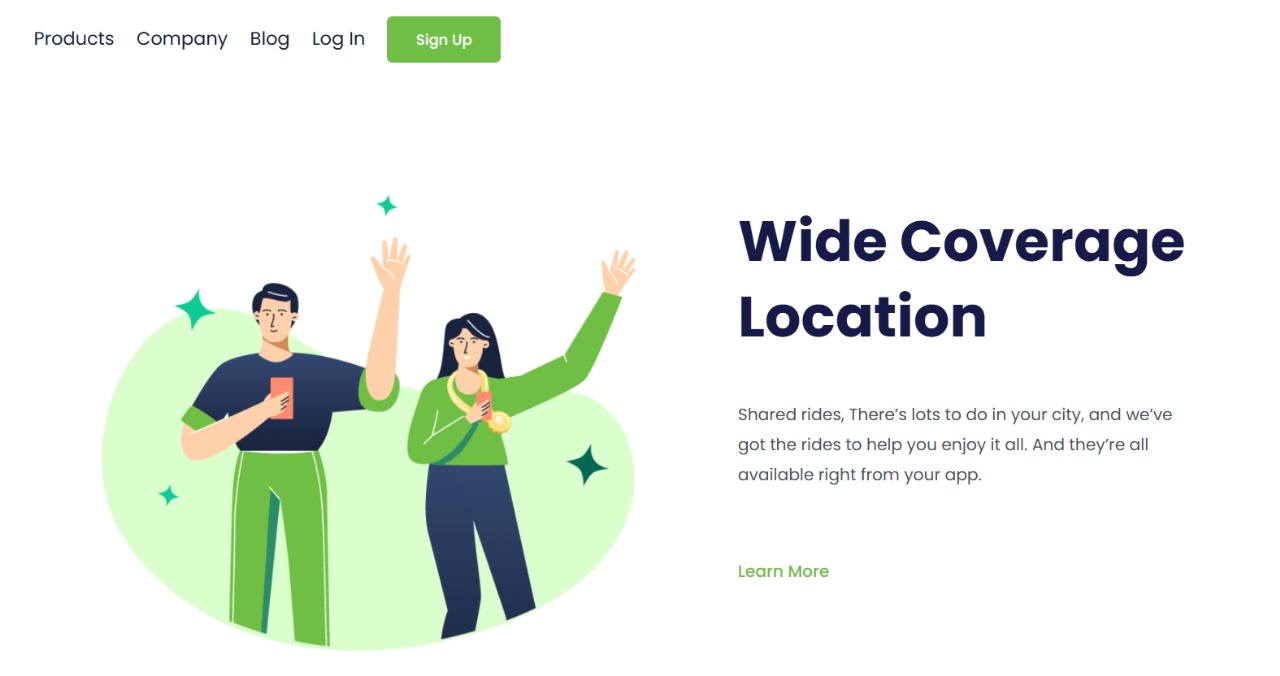 Products Company Blog Log In Sign Up
Wide Coverage
Location
Shared rides, There’s lots to do in your city, and we’ve
got the rides to help you enjoy it all. And they’re all
available right from your app.
Learn More